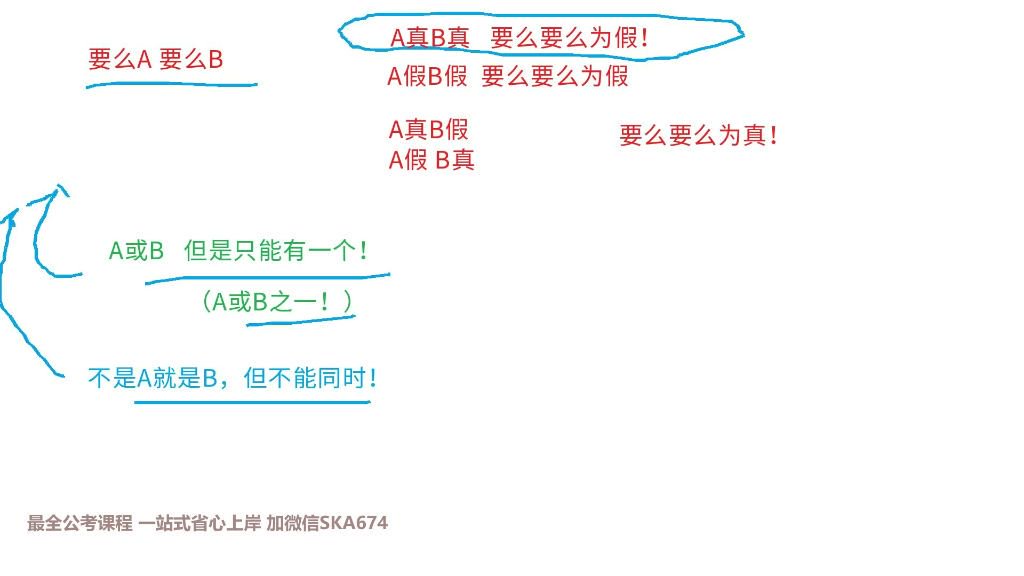 要么A 要么B
A真B真 要么要么为假！
A假B假 要么要么为假
A真B假
A假 B真
要么要么为真！
A或B 但是只能有一个！
（A或B之一！）
不是A就是B，但不能同时！
最全公考课程 一站式省心上岸 加微信SKA674